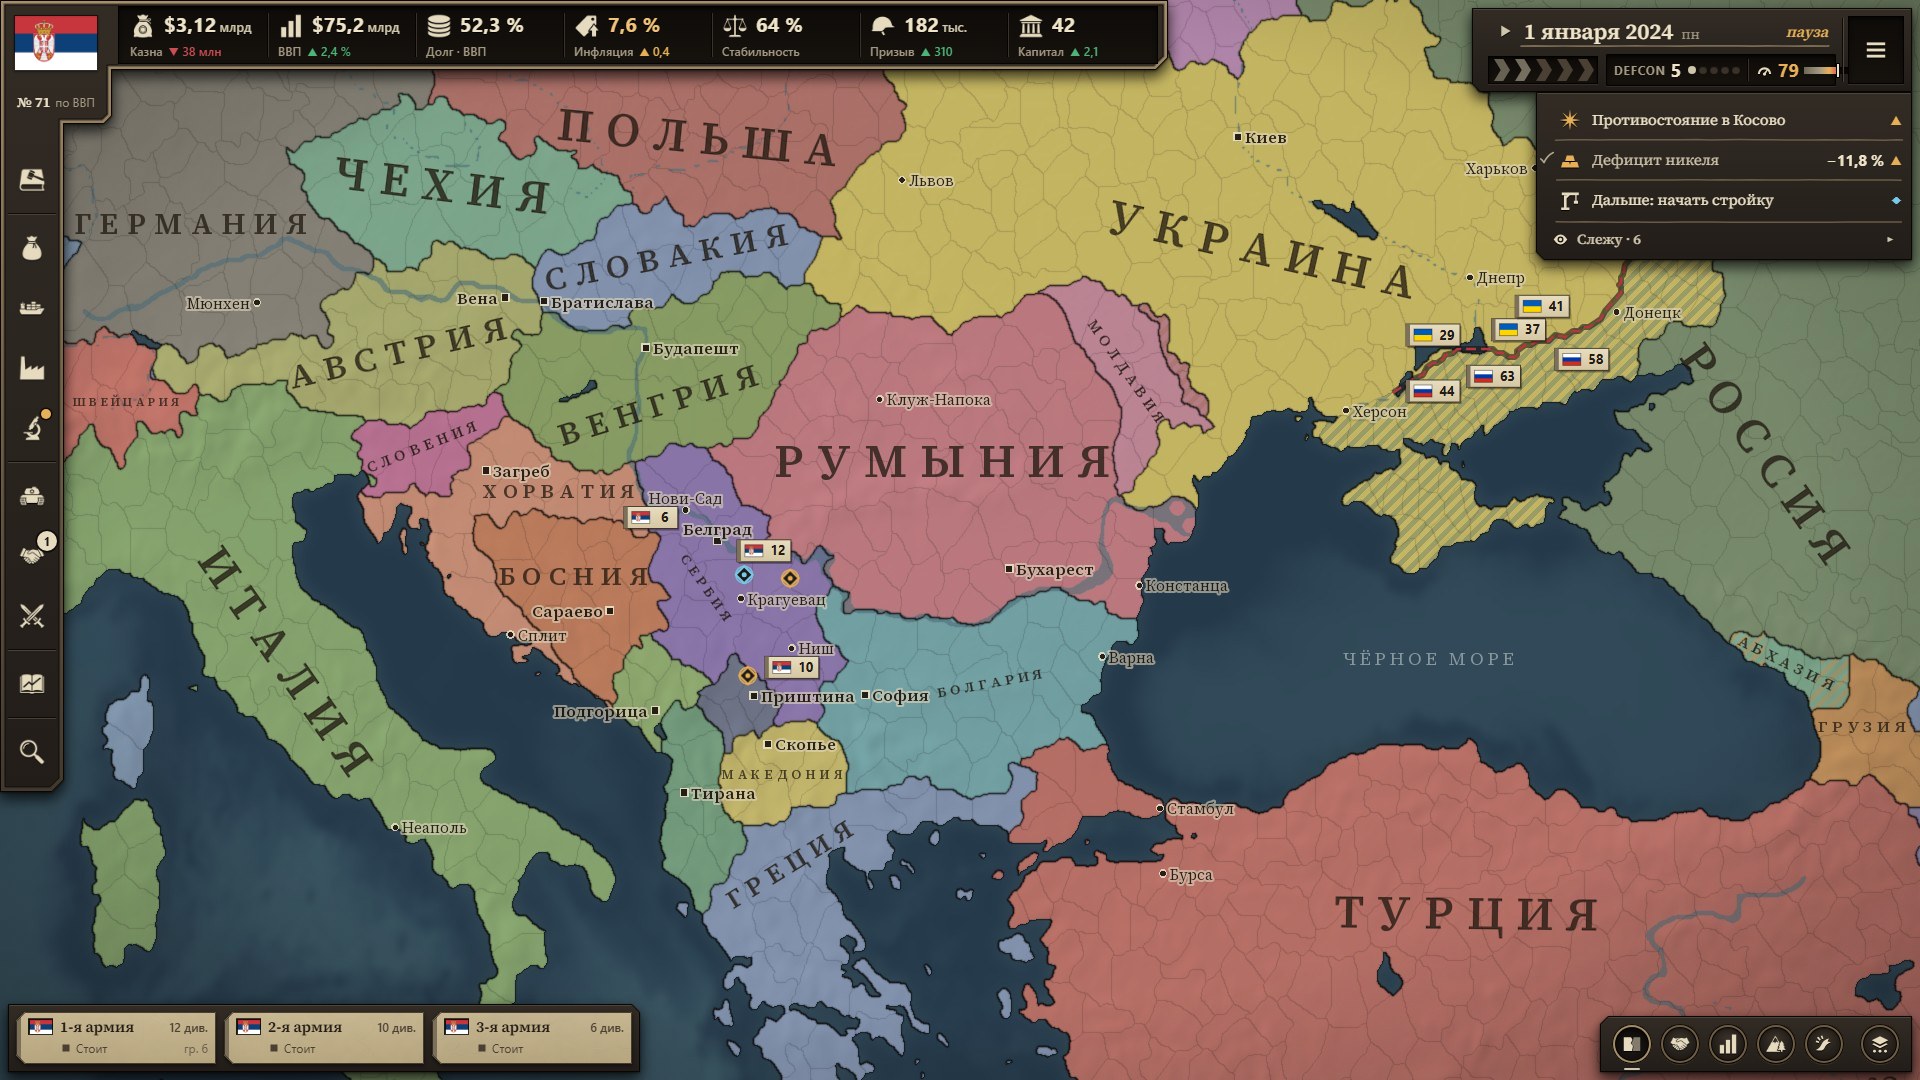 $3,12 млрд
Казна ▼ 38 млн
$75,2 млрд
ВВП ▲ 2,4 %
52,3 %
Долг · ВВП
7,6 %
Инфляция ▲ 0,4
64 %
Стабильность
182 тыс.
Призыв ▲ 310
42
Капитал ▲ 2,1
№ 71 по ВВП
1 января 2024 пн
пауза
DEFCON 5
79
Противостояние в Косово
Дефицит никеля −11,8 %
Дальше: начать стройку
Слежу · 6
1
ПОЛЬША
ЧЕХИЯ
ГЕРМАНИЯ
СЛОВАКИЯ
УКРАИНА
АВСТРИЯ
ВЕНГРИЯ
ШВЕЙЦАРИЯ
СЛОВЕНИЯ
ХОРВАТИЯ
БОСНИЯ
СЕРБИЯ
РУМЫНИЯ
МОЛДАВИЯ
РОССИЯ
ИТАЛИЯ
БОЛГАРИЯ
МАКЕДОНИЯ
ГРЕЦИЯ
ТУРЦИЯ
АБХАЗИЯ
ГРУЗИЯ
ЧЁРНОЕ МОРЕ
Киев
Харьков
Львов
Днепр
Донецк
Херсон
Мюнхен
Вена
Братислава
Будапешт
Клуж-Напока
Загреб
Нови-Сад
Белград
Крагуевац
Ниш
Приштина
София
Сараево
Сплит
Подгорица
Скопье
Тирана
Неаполь
Бухарест
Констанца
Варна
Стамбул
Бурса
41
29
37
58
63
44
6
12
10
1-я армия 12 див.
Стоит гр. 6
2-я армия 10 див.
Стоит
3-я армия 6 див.
Стоит